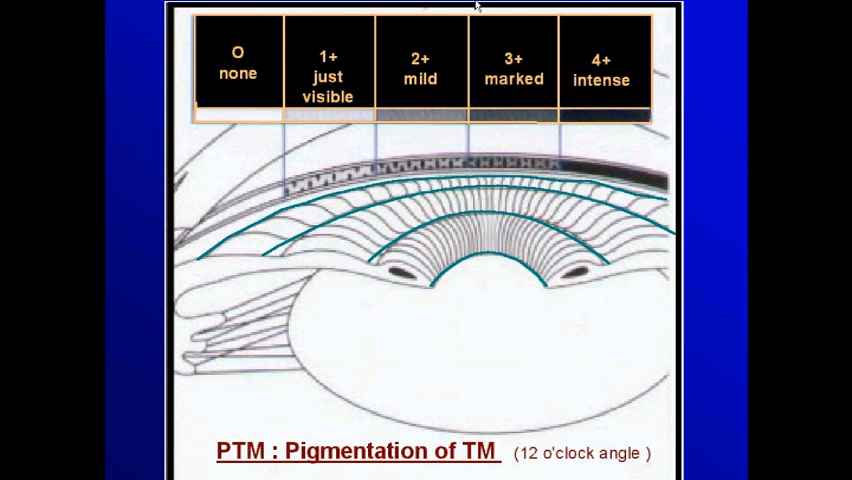 O
none
1+
just
visible
2+
mild
3+
marked
4+
intense
PTM : Pigmentation of TM (12 o'clock angle )